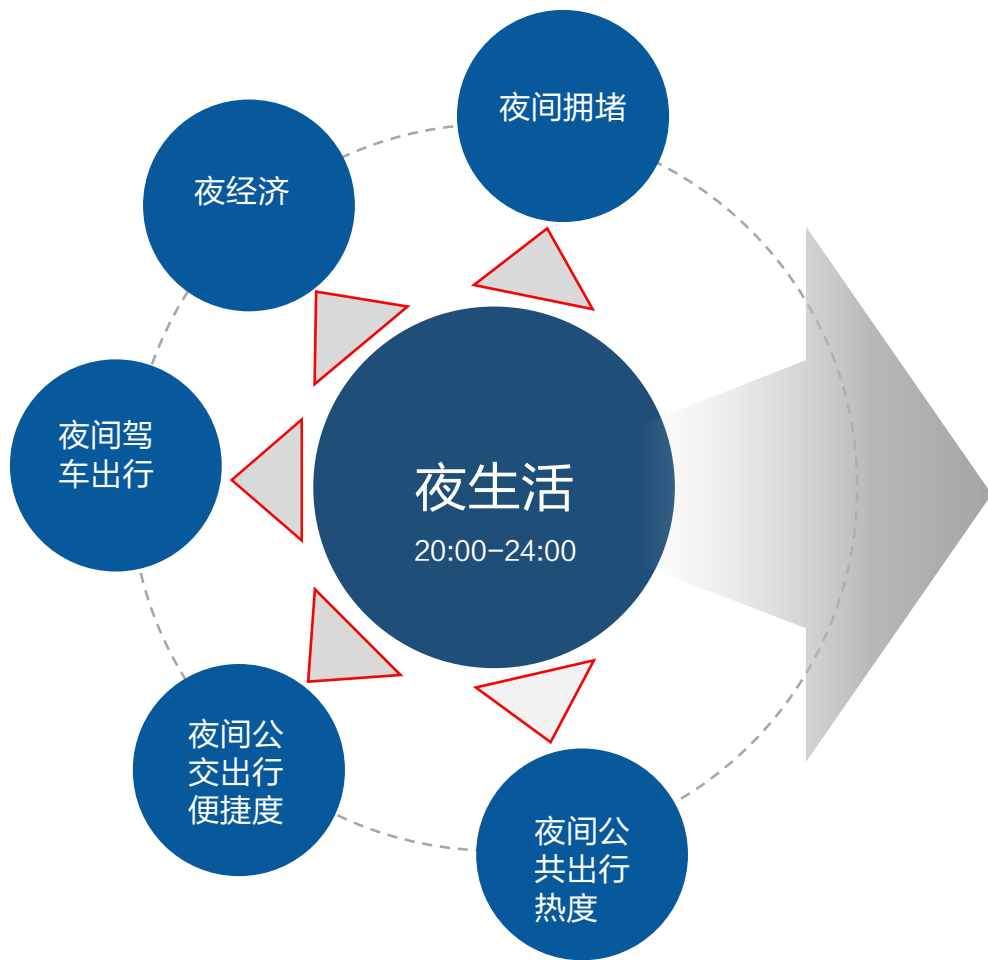 夜间拥堵
夜经济
夜间驾
车出行
夜生活
20:00−24:00
夜间公
交出行
便捷度
夜间公
共出行
热度